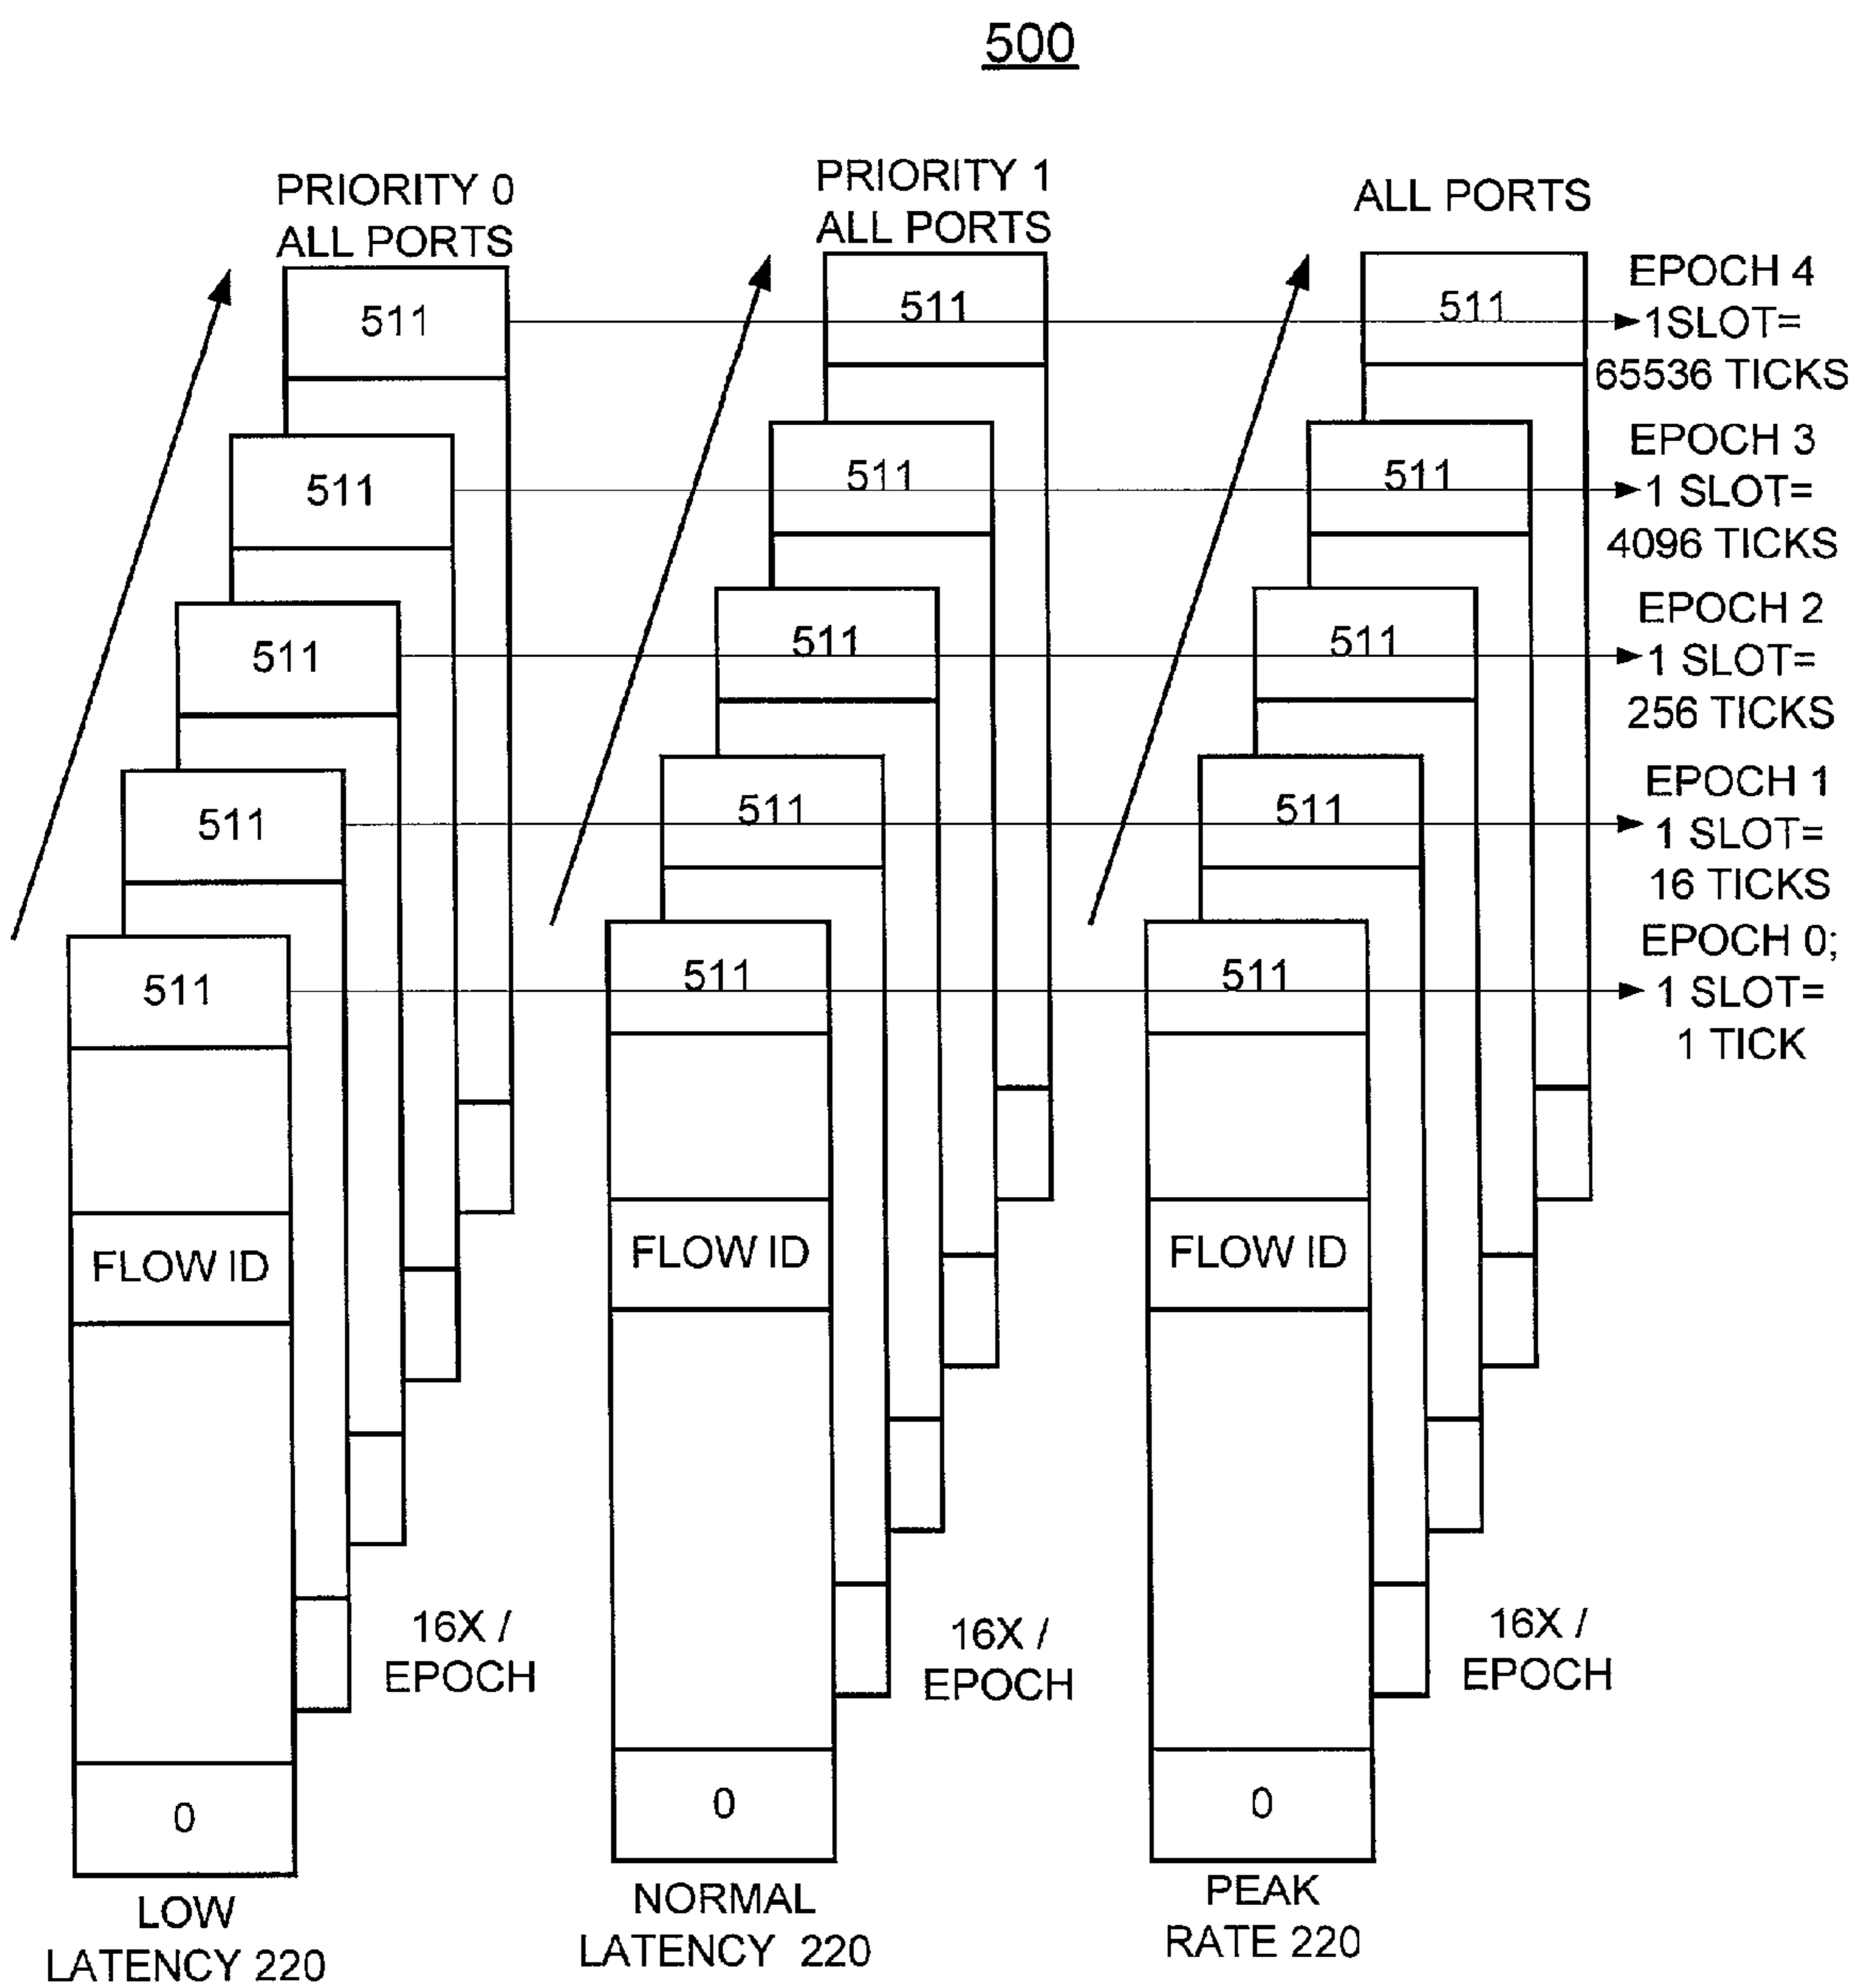 500
PRIORITY 0
ALL PORTS
PRIORITY 1
ALL PORTS
ALL PORTS
511
511
511
EPOCH 4
1SLOT=
65536 TICKS
511
511
511
EPOCH 3
1 SLOT=
4096 TICKS
511
511
511
EPOCH 2
1 SLOT=
256 TICKS
511
511
511
EPOCH 1
1 SLOT=
16 TICKS
511
511
511
EPOCH 0;
1 SLOT=
1 TICK
FLOW ID
FLOW ID
FLOW ID
16X /
EPOCH
16X /
EPOCH
16X /
EPOCH
0
0
0
LOW
LATENCY 220
NORMAL
LATENCY 220
PEAK
RATE 220